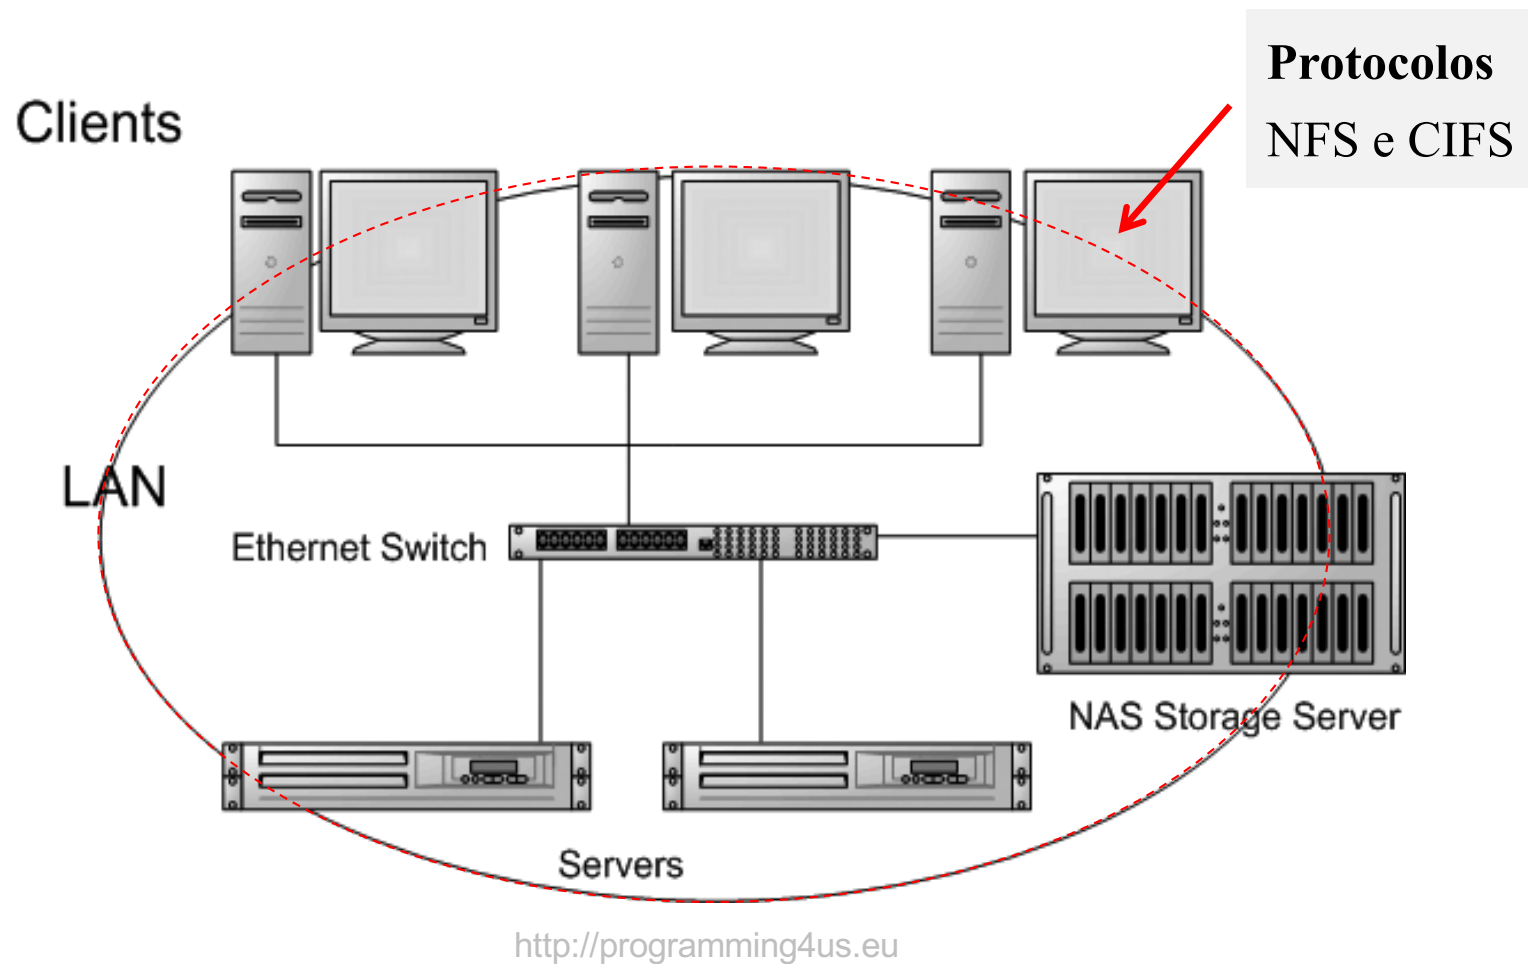 Protocolos
NFS e CIFS
Clients
LAN
Ethernet Switch
NAS Storage Server
Servers
http://programming4us.eu